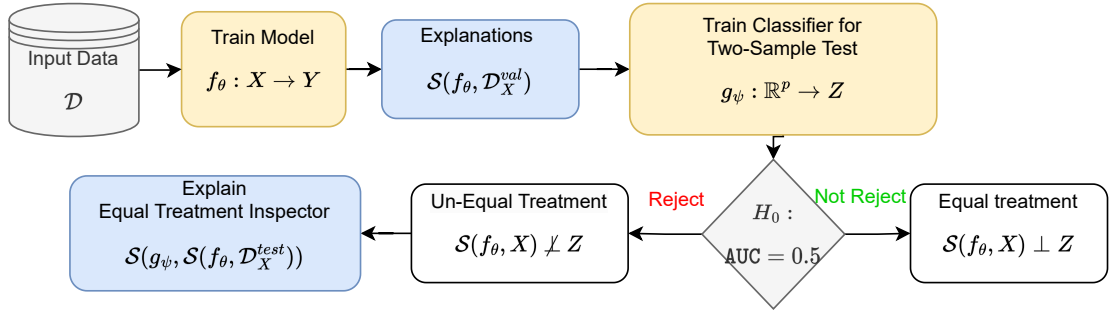 Input Data
𝒟
Train Model
f_θ : X → Y
Explanations
𝒮(f_θ, 𝒟_X^{val})
Train Classifier for
Two-Sample Test
g_ψ : ℝ^p → Z
Explain
Equal Treatment Inspector
𝒮(g_ψ, 𝒮(f_θ, 𝒟_X^{test}))
Un-Equal Treatment
𝒮(f_θ, X) ⊥̸ Z
Reject
H_0 :
AUC = 0.5
Not Reject
Equal treatment
𝒮(f_θ, X) ⊥ Z